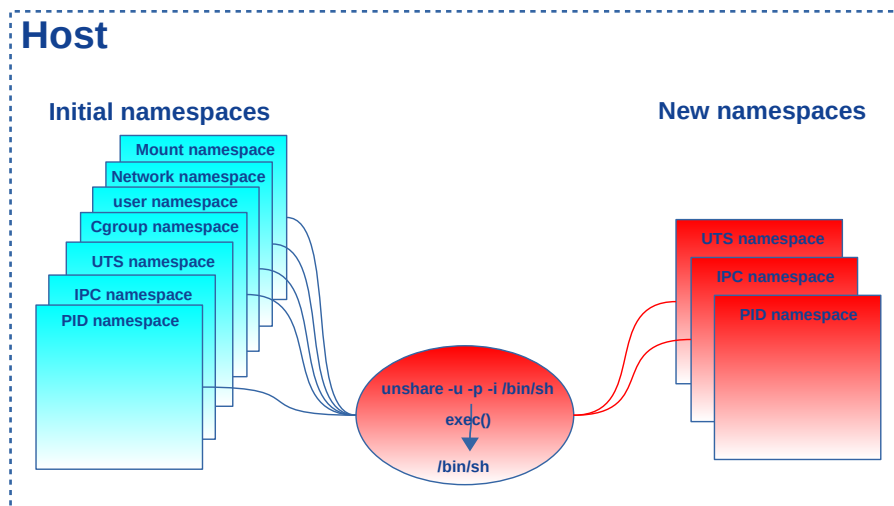 Host
Initial namespaces
New namespaces
Mount namespace
Network namespace
user namespace
Cgroup namespace
UTS namespace
IPC namespace
PID namespace
UTS namespace
IPC namespace
PID namespace
unshare -u -p -i /bin/sh
exec()
/bin/sh